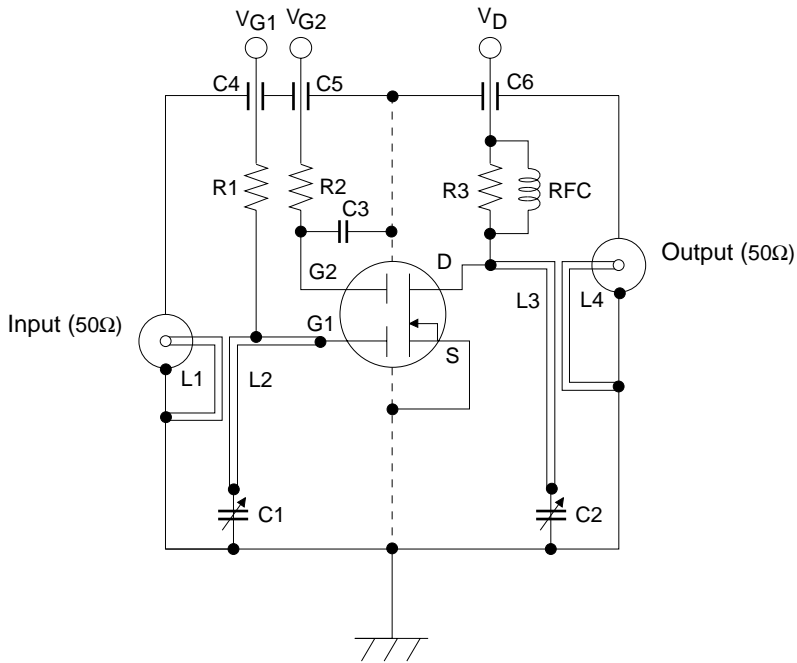 VG1
VG2
VD
C4
C5
C6
R1
R2
R3
RFC
C3
G2
D
Output (50Ω)
L3
L4
Input (50Ω)
G1
S
L1
L2
C1
C2